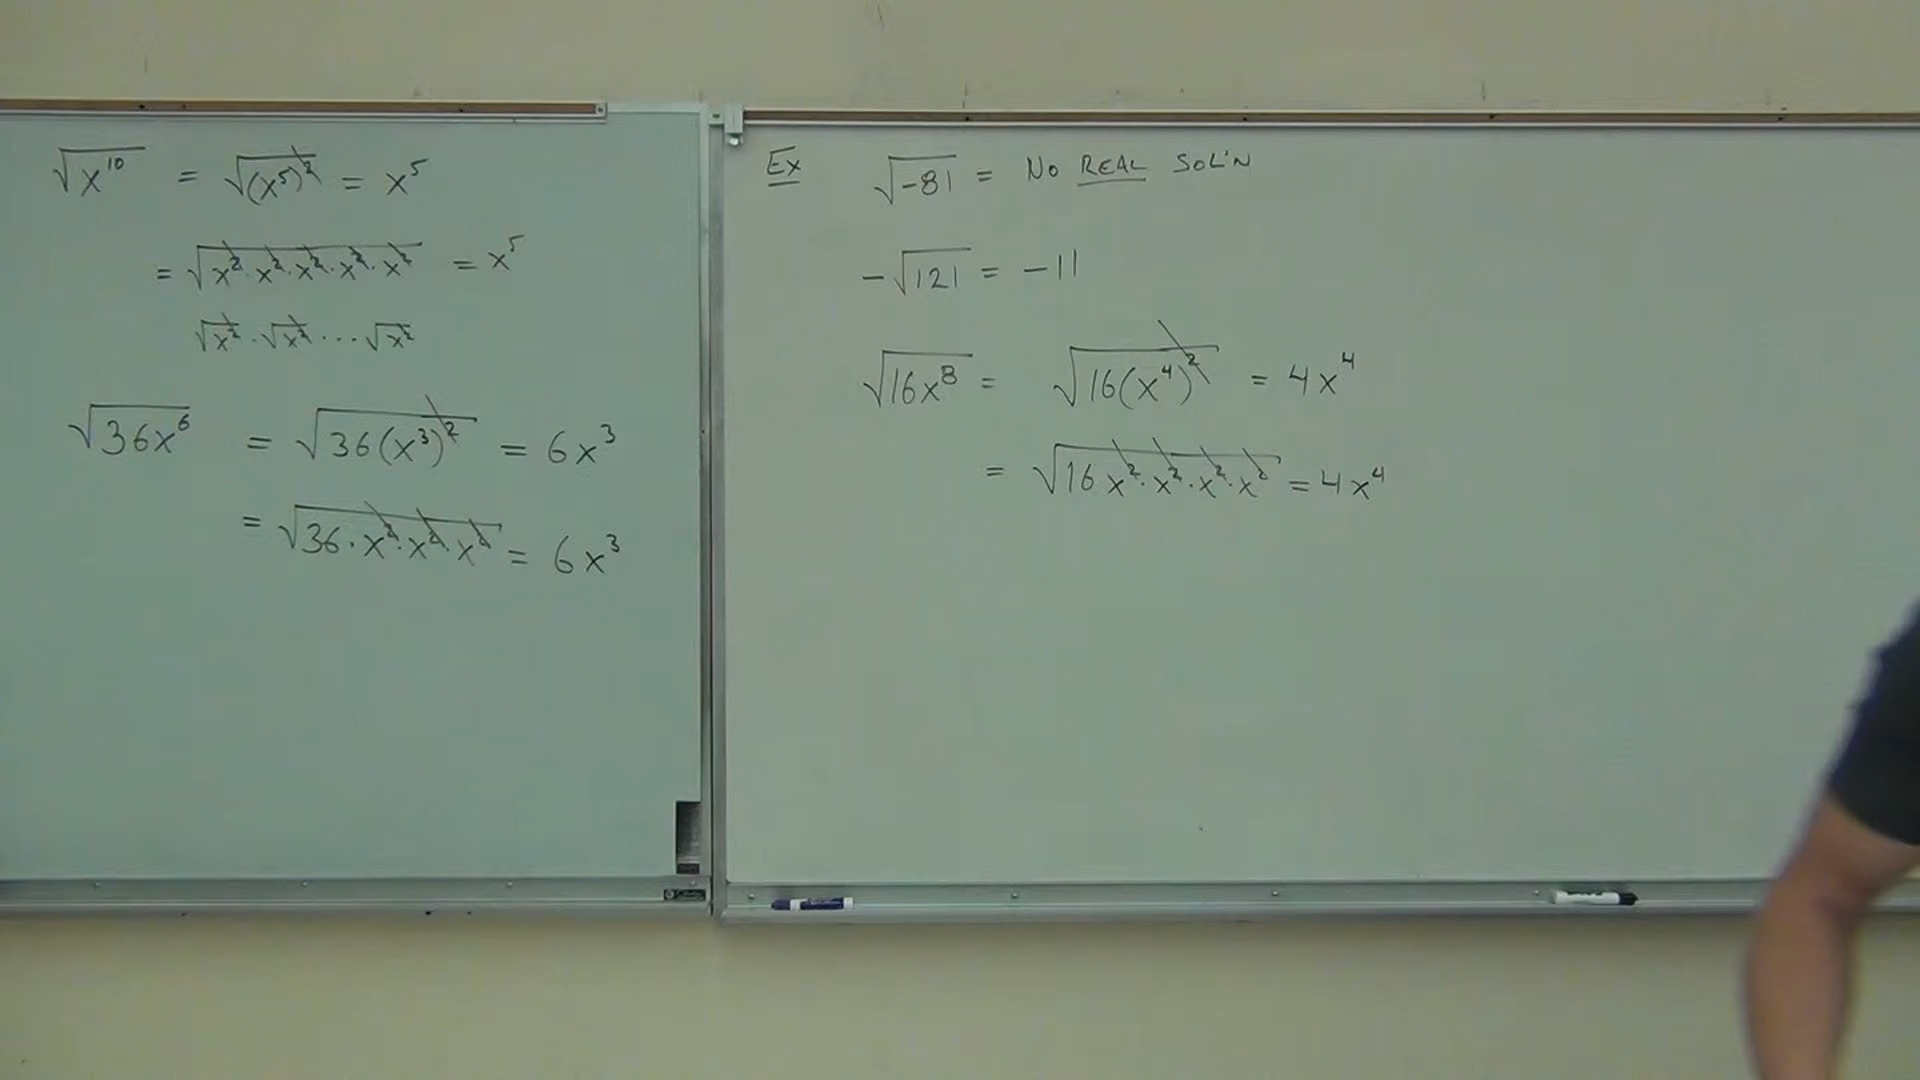 √x¹⁰ = √(x⁵)² = x⁵
= √x²·x²·x²·x²·x² = x⁵
√x²·√x²···√x²
√36x⁶ = √36(x³)² = 6x³
= √36·x²·x²·x² = 6x³
Ex √-81 = No REAL SOL'N
-√121 = -11
√16x⁸ = √16(x⁴)² = 4x⁴
= √16x²·x²·x²·x² = 4x⁴